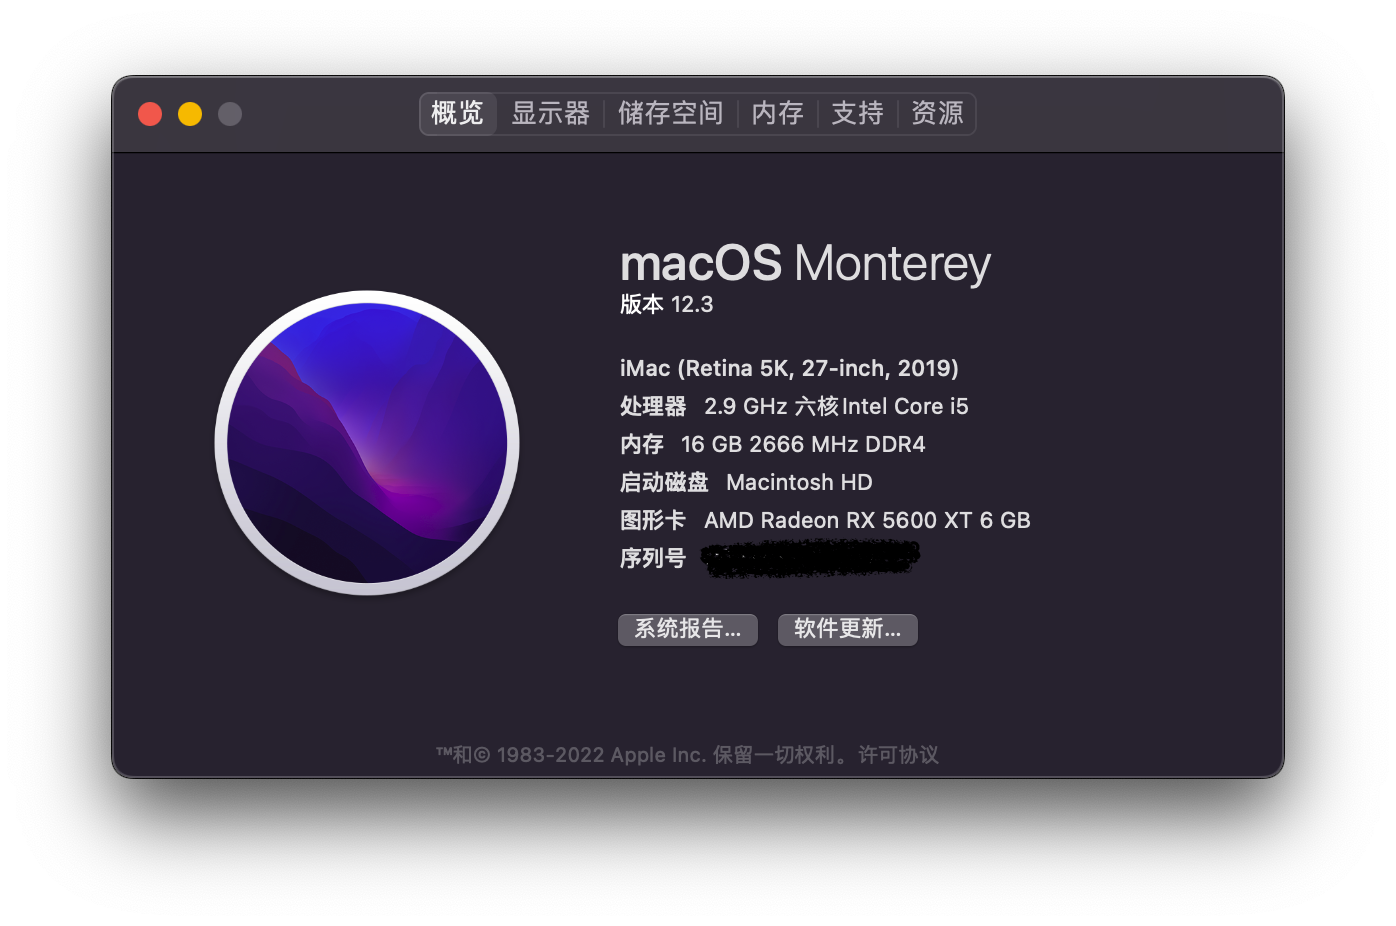 概览 显示器 储存空间 内存 支持 资源
macOS Monterey
版本 12.3
iMac (Retina 5K, 27-inch, 2019)
处理器 2.9 GHz 六核Intel Core i5
内存 16 GB 2666 MHz DDR4
启动磁盘 Macintosh HD
图形卡 AMD Radeon RX 5600 XT 6 GB
序列号
系统报告... 软件更新...
™和© 1983-2022 Apple Inc. 保留一切权利。许可协议